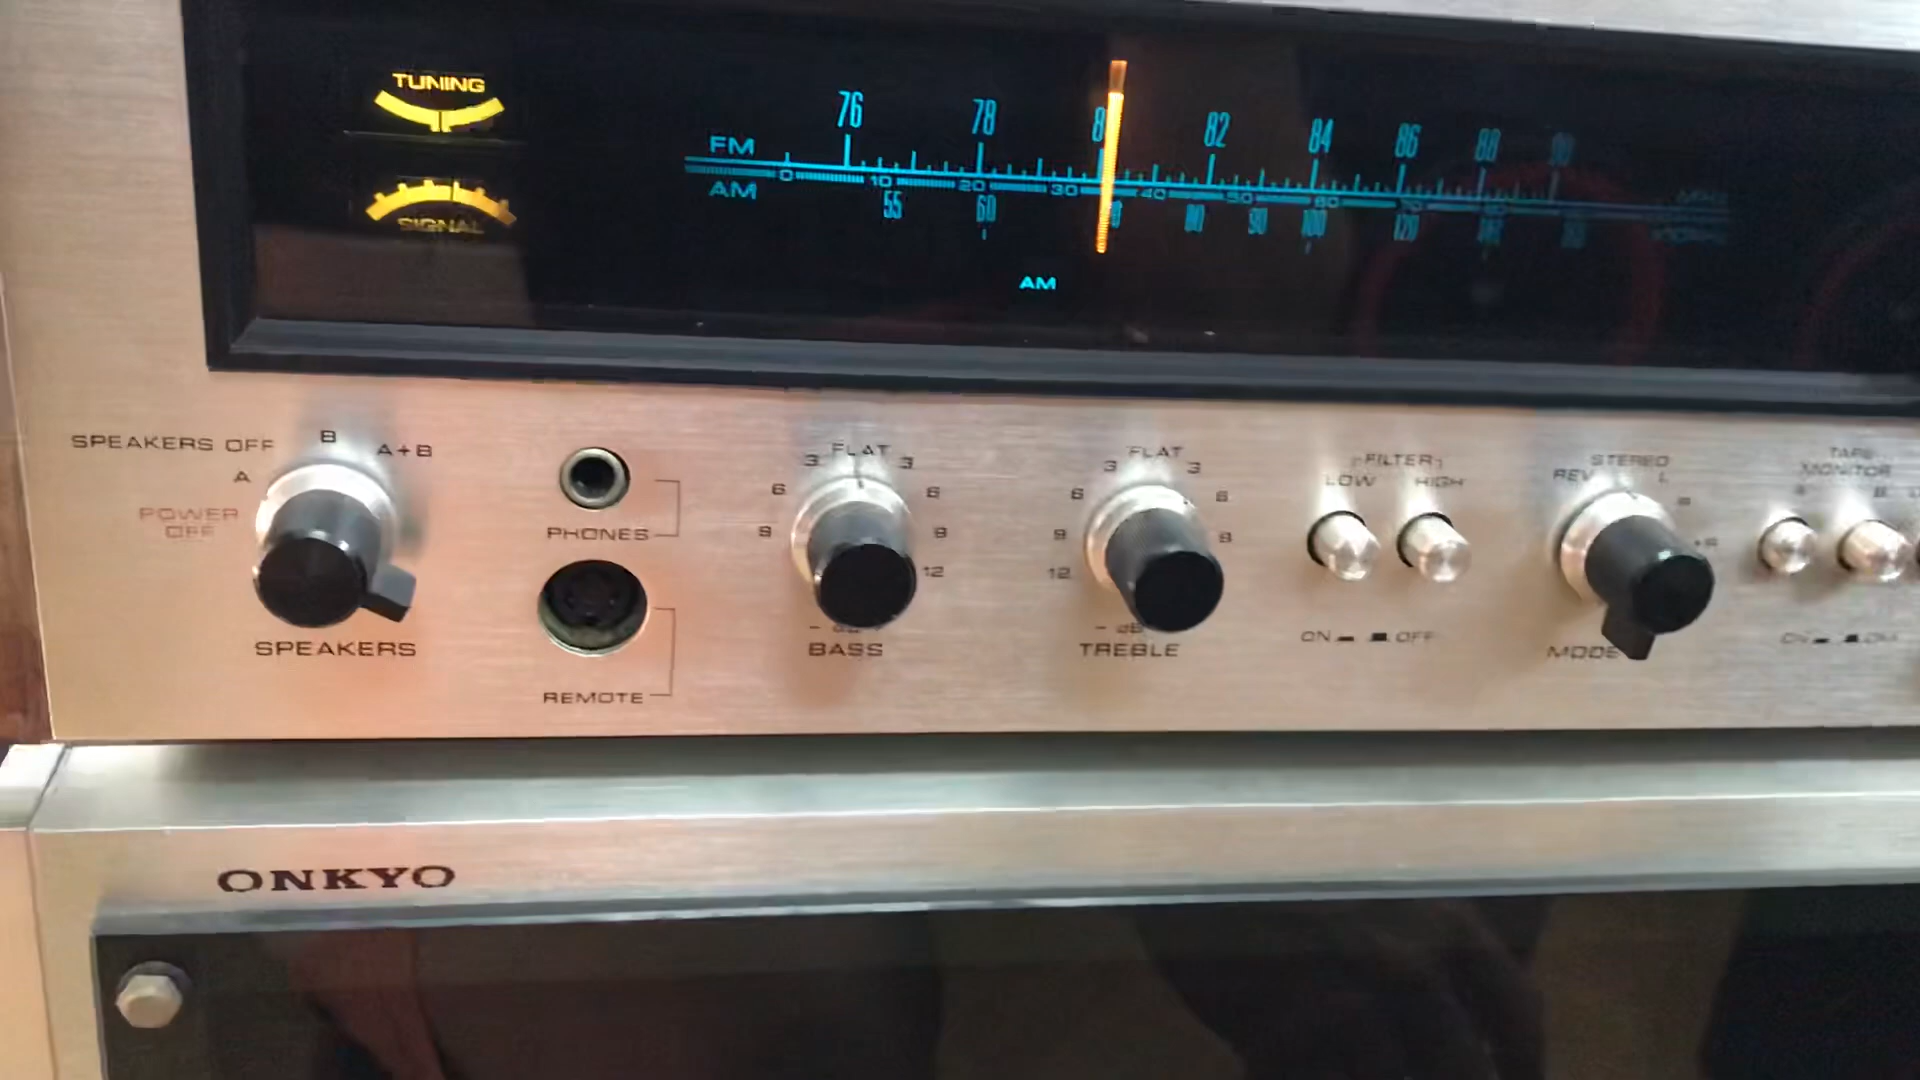 TUNING
76 78 82 84 86 88 90
FM
0 10 20 30 40 50 60 70
AM
55 60 80 90 100 120
SIGNAL
AM
SPEAKERS OFF B A+B
A
POWER
OFF
SPEAKERS
PHONES
REMOTE
FLAT
3 3
6 6
9 9
12
BASS
FLAT
3 3
6 6
9 9
12
- dB
TREBLE
FILTER
LOW HIGH
ON OFF
STEREO
REV L
MODE
TAPE
MONITOR
ONKYO